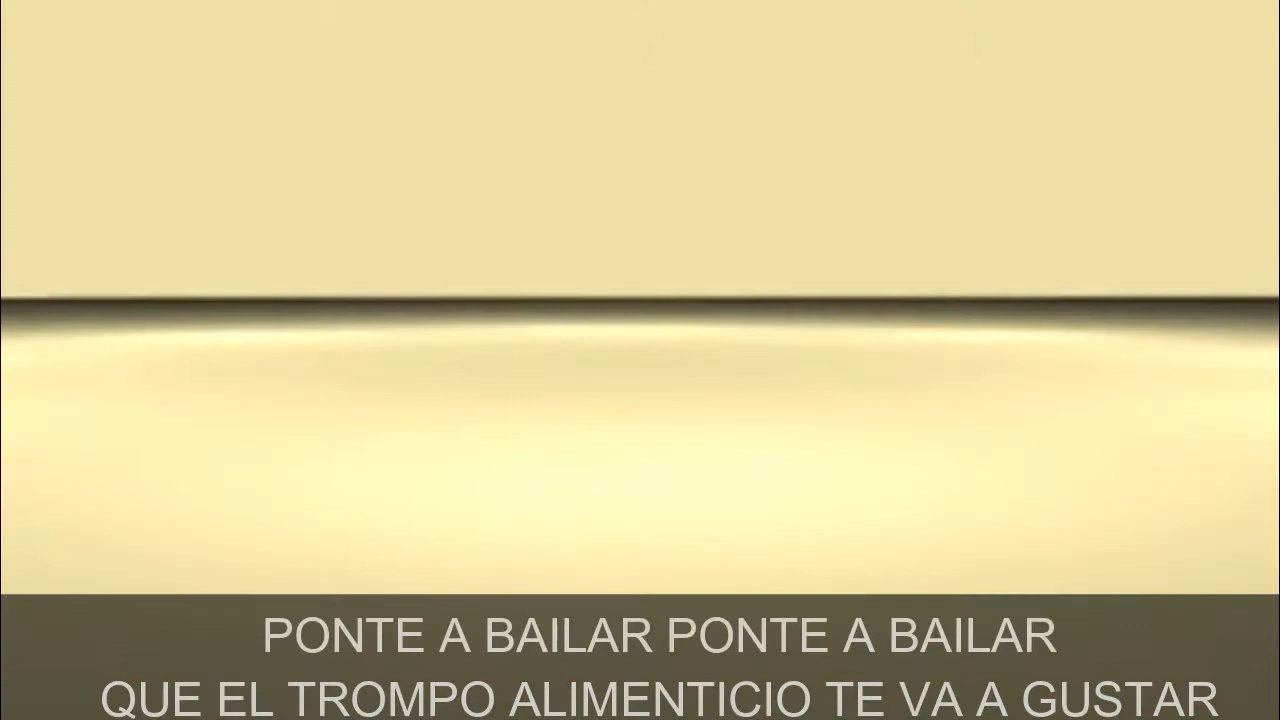 PONTE A BAILAR PONTE A BAILAR
QUE EL TROMPO ALIMENTICIO TE VA A GUSTAR